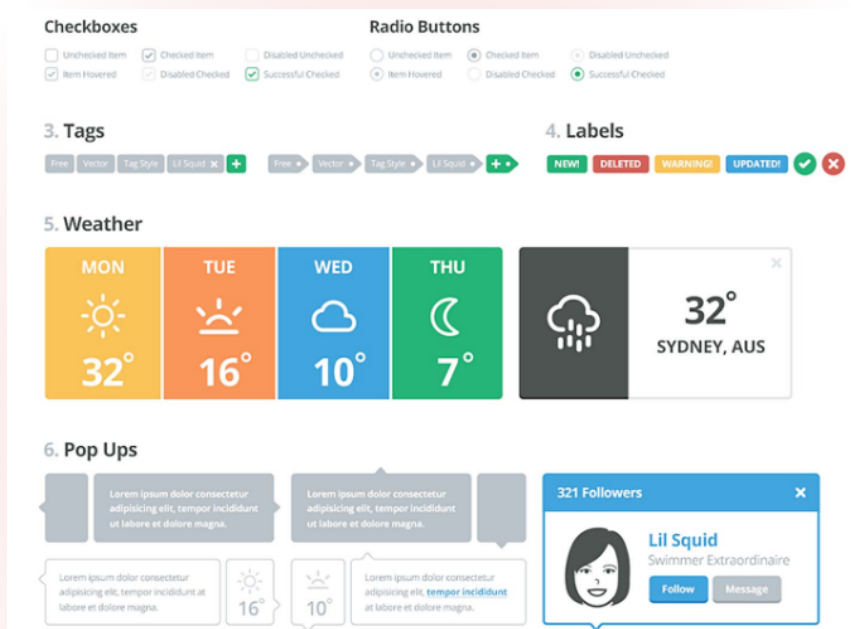 Checkboxes
Radio Buttons
Unchecked Item
Checked Item
Disabled Unchecked
Unchecked Item
Checked Item
Disabled Unchecked
Item Hovered
Disabled Checked
Successful Checked
Item Hovered
Disabled Checked
Successful Checked
3. Tags
4. Labels
Free
Vector
Tag Style
Lil Squid
Free
Vector
Tag Style
Lil Squid
NEW!
DELETED
WARNING!
UPDATED!
5. Weather
MON
TUE
WED
THU
32°
16°
10°
7°
32°
SYDNEY, AUS
6. Pop Ups
Lorem ipsum dolor consectetur
adipisicing elit, tempor incididunt
ut labore et dolore magna.
Lorem ipsum dolor consectetur
adipisicing elit, tempor incididunt
ut labore et dolore magna.
321 Followers
Lil Squid
Swimmer Extraordinaire
Follow
Message
Lorem ipsum dolor consectetur
adipisicing elit, tempor incididunt at
labore et dolore magna.
16°
10°
Lorem ipsum dolor consectetur
adipisicing elit, tempor incididunt
at labore et dolore magna.